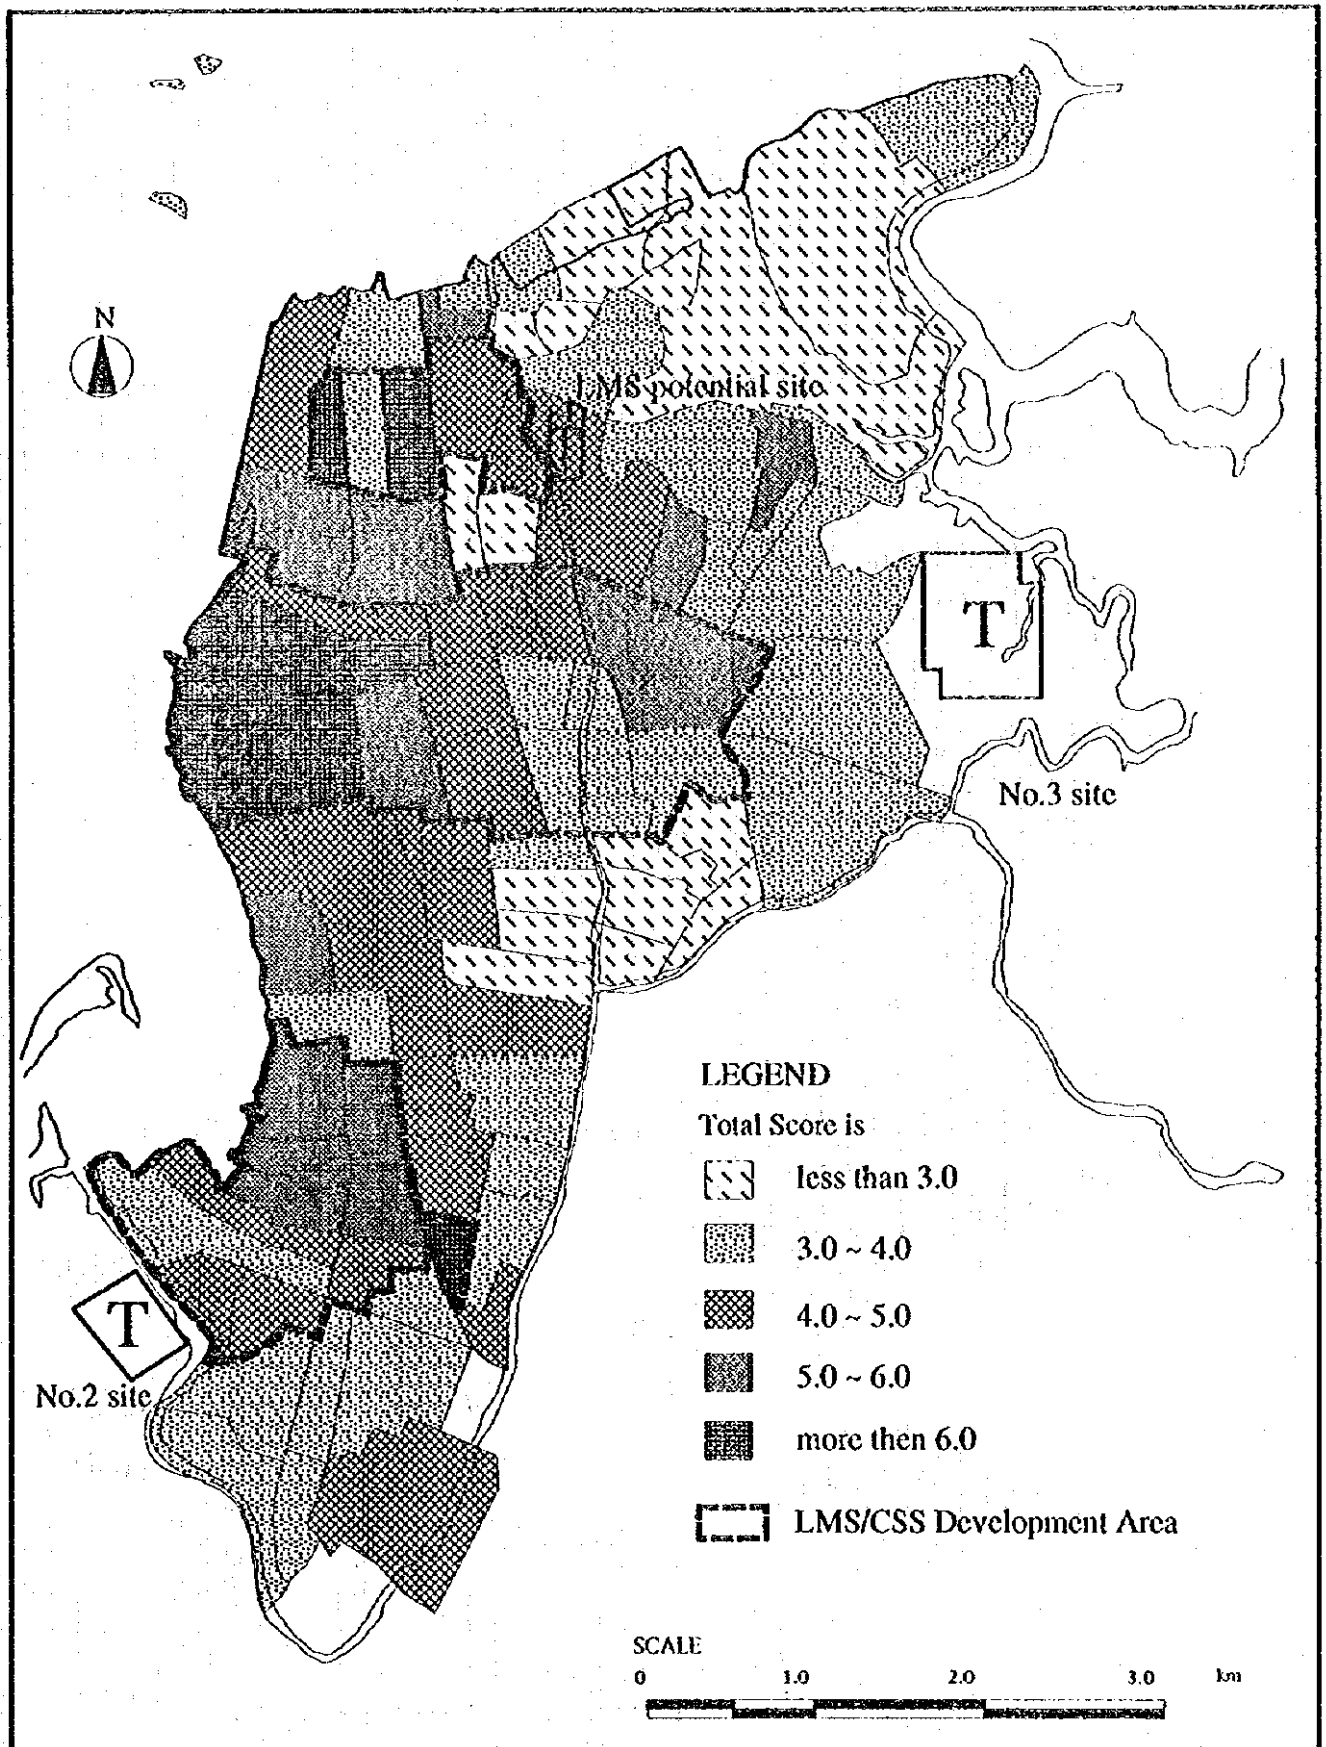 N
LMS potential site
T
No.3 site
T
No.2 site
LEGEND
Total Score is
less than 3.0
3.0 ~ 4.0
4.0 ~ 5.0
5.0 ~ 6.0
more then 6.0
LMS/CSS Development Area
SCALE
0 1.0 2.0 3.0 km